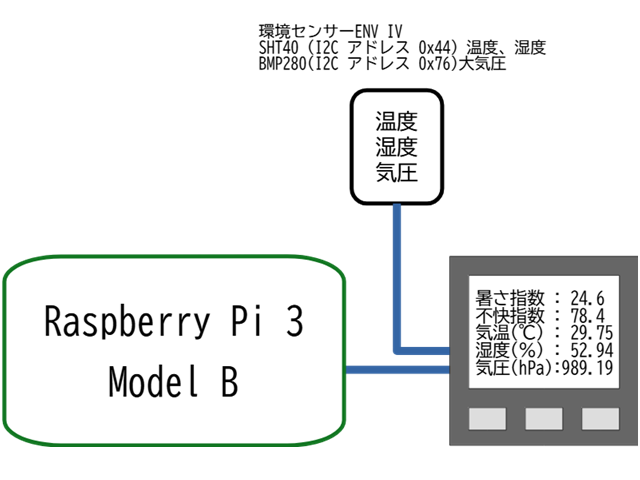 環境センサーENV IV
SHT40 (I2C アドレス 0x44) 温度、湿度
BMP280(I2C アドレス 0x76)大気圧
温度
湿度
気圧
Raspberry Pi 3
Model B
暑さ指数 : 24.6
不快指数 : 78.4
気温(℃) : 29.75
湿度(%) : 52.94
気圧(hPa):989.19